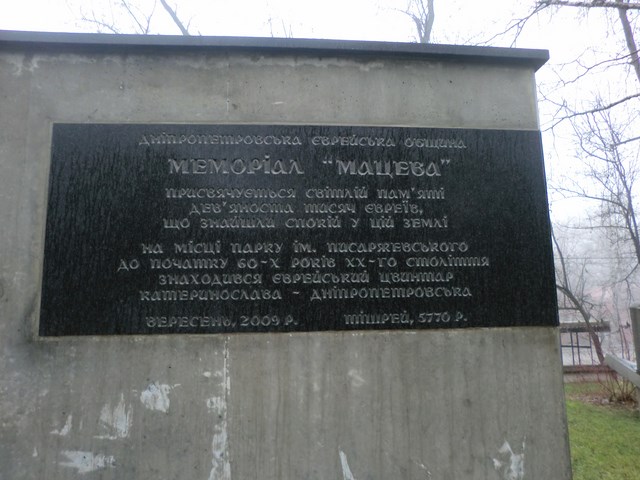 ДНІПРОПЕТРОВСЬКА ЄВРЕЙСЬКА ОБЩИНА
МЕМОРІАЛ "МАЦЕВА"
ПРИСВЯЧУЄТЬСЯ СВІТЛІЙ ПАМ'ЯТІ
ДЕВ'ЯНОСТА ТИСЯЧ ЄВРЕЇВ,
ЩО ЗНАЙШЛИ СПОКІЙ У ЦІЙ ЗЕМЛІ
НА МІСЦІ ПАРКУ ІМ. ПИСАРЖЕВСЬКОГО
ДО ПОЧАТКУ 60-Х РОКІВ ХХ-ГО СТОЛІТТЯ
ЗНАХОДИВСЯ ЄВРЕЙСЬКИЙ ЦВИНТАР
КАТЕРИНОСЛАВА - ДНІПРОПЕТРОВСЬКА
ВЕРЕСЕНЬ, 2009 Р. ТІШРЕЙ, 5770 Р.